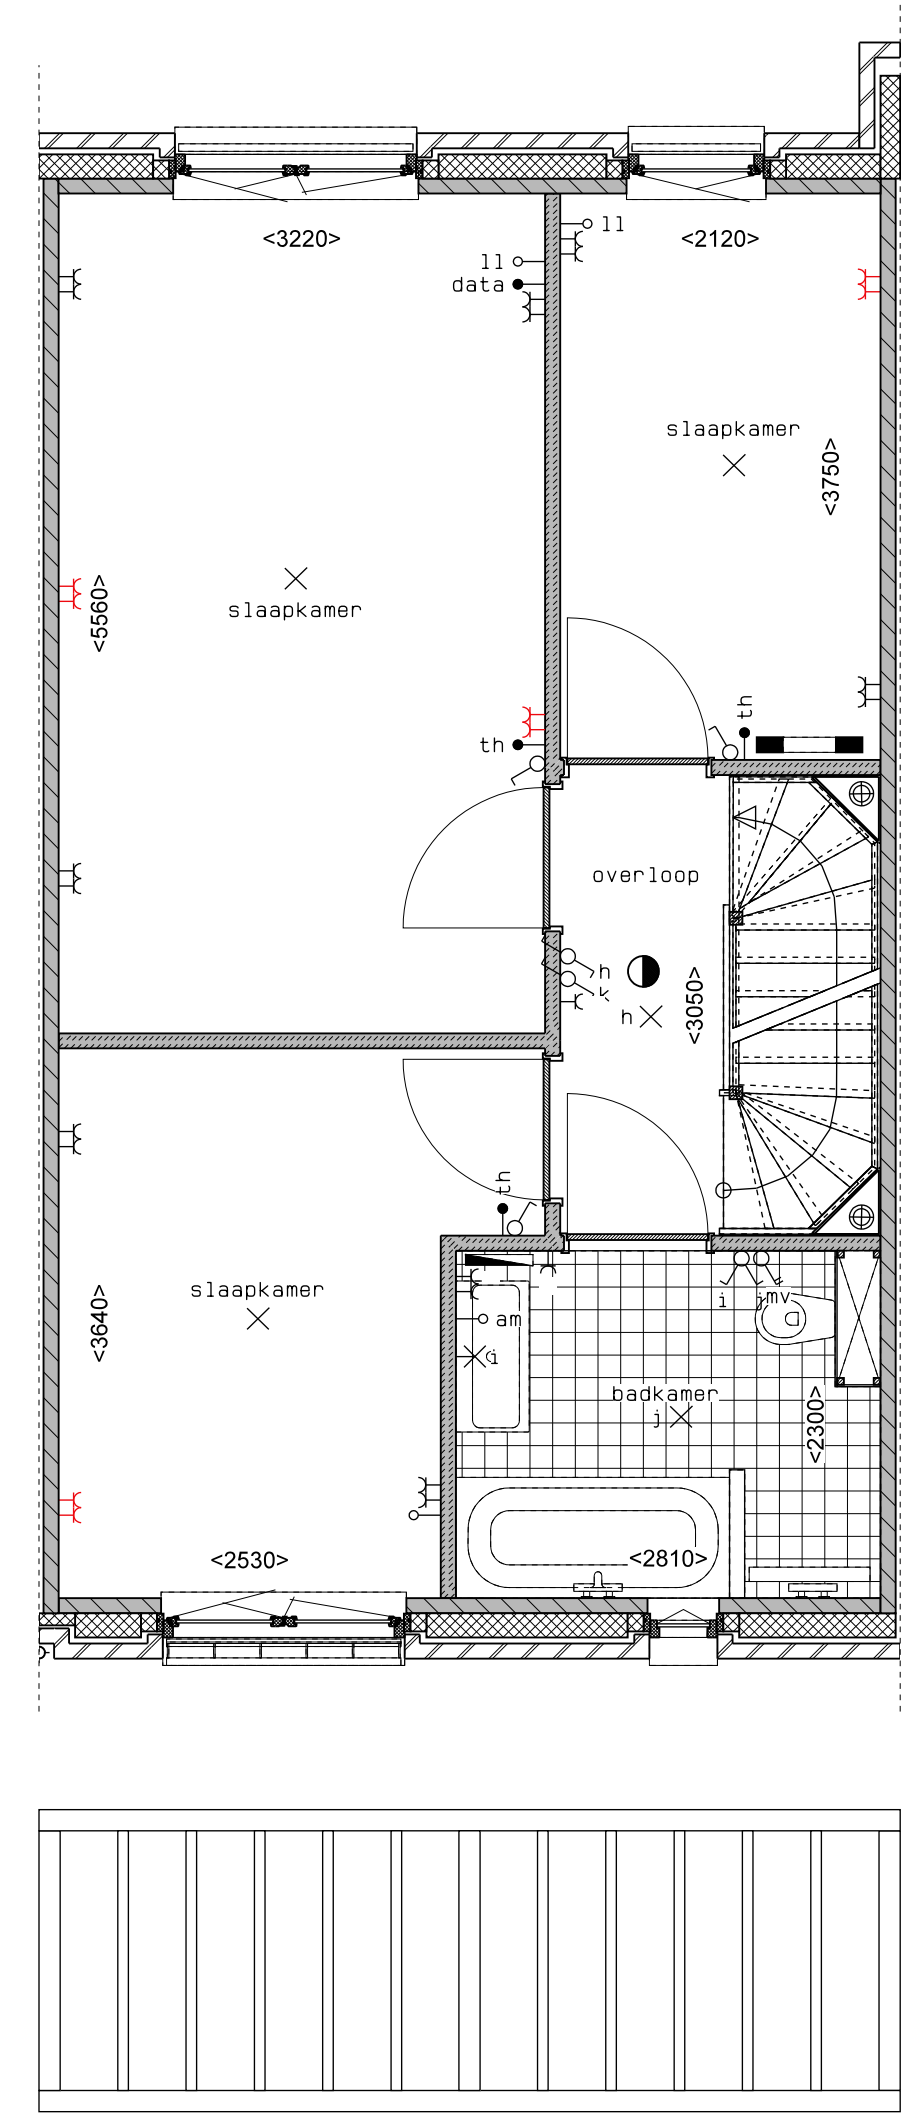 <3220>
ll
<2120>
ll
data
slaapkamer
<3750>
slaapkamer
<5560>
th
th
overloop
h
k
h
<3050>
th
slaapkamer
<3640>
i
jmv
am
i
badkamer
j
<2300>
<2530>
<2810>